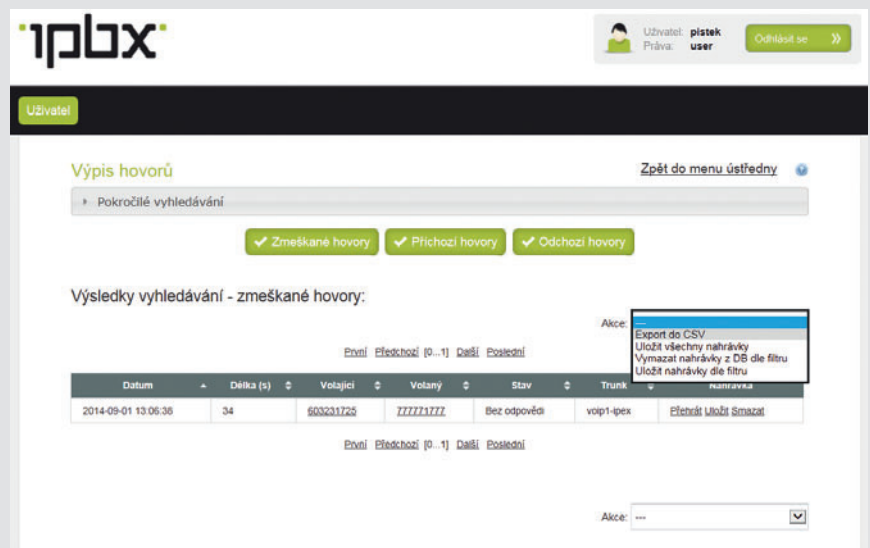 ipbx
Uživatel: pistek
Práva: user
Odhlásit se
Uživatel
Výpis hovorů
Zpět do menu ústředny
Pokročilé vyhledávání
Zmeškané hovory Příchozí hovory Odchozí hovory
Výsledky vyhledávání - zmeškané hovory:
Akce: ---
Export do CSV
Uložit všechny nahrávky
Vymazat nahrávky z DB dle filtru
Uložit nahrávky dle filtru
První Předchozí [0...1] Další Poslední
Datum Délka (s) Volající Volaný Stav Trunk Nahrávka
2014-09-01 13:06:36 34 603231725 777771777 Bez odpovědi voip1-ipex Přehrát Uložit Smazat
První Předchozí [0...1] Další Poslední
Akce: ---